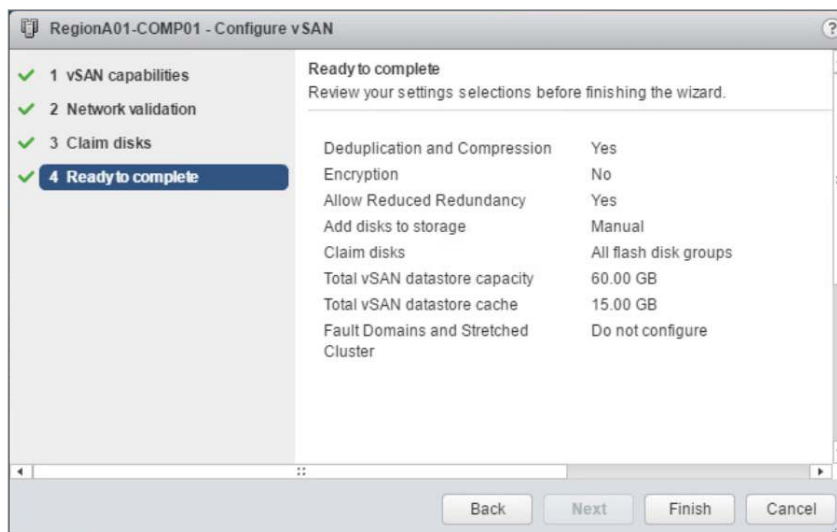 RegionA01-COMP01 - Configure vSAN
?
1 vSAN capabilities
2 Network validation
3 Claim disks
4 Ready to complete
Ready to complete
Review your settings selections before finishing the wizard.
Deduplication and Compression Yes
Encryption No
Allow Reduced Redundancy Yes
Add disks to storage Manual
Claim disks All flash disk groups
Total vSAN datastore capacity 60.00 GB
Total vSAN datastore cache 15.00 GB
Fault Domains and Stretched Do not configure
Cluster
Back Next Finish Cancel